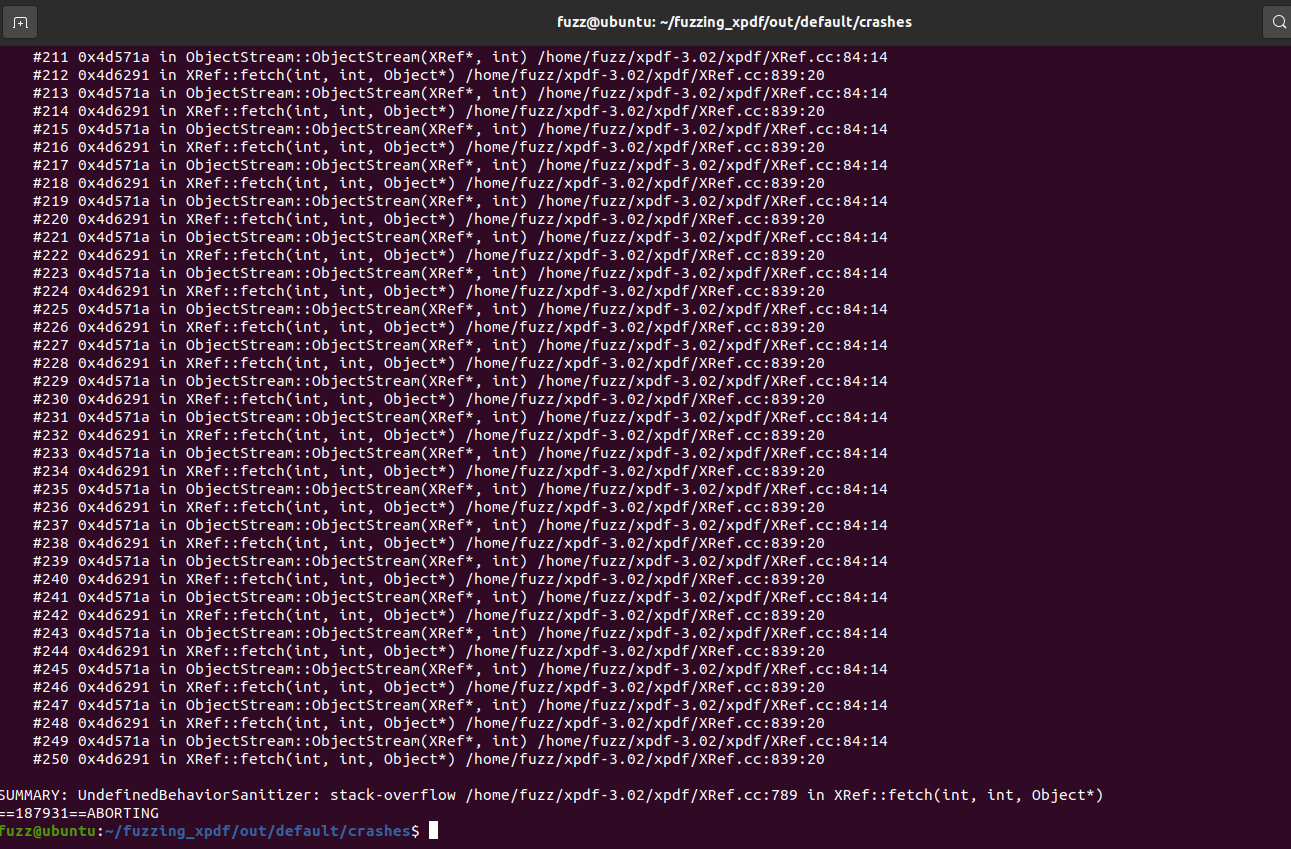 fuzz@ubuntu: ~/fuzzing_xpdf/out/default/crashes
#211 0x4d571a in ObjectStream::ObjectStream(XRef*, int) /home/fuzz/xpdf-3.02/xpdf/XRef.cc:84:14
#212 0x4d6291 in XRef::fetch(int, int, Object*) /home/fuzz/xpdf-3.02/xpdf/XRef.cc:839:20
#213 0x4d571a in ObjectStream::ObjectStream(XRef*, int) /home/fuzz/xpdf-3.02/xpdf/XRef.cc:84:14
#214 0x4d6291 in XRef::fetch(int, int, Object*) /home/fuzz/xpdf-3.02/xpdf/XRef.cc:839:20
#215 0x4d571a in ObjectStream::ObjectStream(XRef*, int) /home/fuzz/xpdf-3.02/xpdf/XRef.cc:84:14
#216 0x4d6291 in XRef::fetch(int, int, Object*) /home/fuzz/xpdf-3.02/xpdf/XRef.cc:839:20
#217 0x4d571a in ObjectStream::ObjectStream(XRef*, int) /home/fuzz/xpdf-3.02/xpdf/XRef.cc:84:14
#218 0x4d6291 in XRef::fetch(int, int, Object*) /home/fuzz/xpdf-3.02/xpdf/XRef.cc:839:20
#219 0x4d571a in ObjectStream::ObjectStream(XRef*, int) /home/fuzz/xpdf-3.02/xpdf/XRef.cc:84:14
#220 0x4d6291 in XRef::fetch(int, int, Object*) /home/fuzz/xpdf-3.02/xpdf/XRef.cc:839:20
#221 0x4d571a in ObjectStream::ObjectStream(XRef*, int) /home/fuzz/xpdf-3.02/xpdf/XRef.cc:84:14
#222 0x4d6291 in XRef::fetch(int, int, Object*) /home/fuzz/xpdf-3.02/xpdf/XRef.cc:839:20
#223 0x4d571a in ObjectStream::ObjectStream(XRef*, int) /home/fuzz/xpdf-3.02/xpdf/XRef.cc:84:14
#224 0x4d6291 in XRef::fetch(int, int, Object*) /home/fuzz/xpdf-3.02/xpdf/XRef.cc:839:20
#225 0x4d571a in ObjectStream::ObjectStream(XRef*, int) /home/fuzz/xpdf-3.02/xpdf/XRef.cc:84:14
#226 0x4d6291 in XRef::fetch(int, int, Object*) /home/fuzz/xpdf-3.02/xpdf/XRef.cc:839:20
#227 0x4d571a in ObjectStream::ObjectStream(XRef*, int) /home/fuzz/xpdf-3.02/xpdf/XRef.cc:84:14
#228 0x4d6291 in XRef::fetch(int, int, Object*) /home/fuzz/xpdf-3.02/xpdf/XRef.cc:839:20
#229 0x4d571a in ObjectStream::ObjectStream(XRef*, int) /home/fuzz/xpdf-3.02/xpdf/XRef.cc:84:14
#230 0x4d6291 in XRef::fetch(int, int, Object*) /home/fuzz/xpdf-3.02/xpdf/XRef.cc:839:20
#231 0x4d571a in ObjectStream::ObjectStream(XRef*, int) /home/fuzz/xpdf-3.02/xpdf/XRef.cc:84:14
#232 0x4d6291 in XRef::fetch(int, int, Object*) /home/fuzz/xpdf-3.02/xpdf/XRef.cc:839:20
#233 0x4d571a in ObjectStream::ObjectStream(XRef*, int) /home/fuzz/xpdf-3.02/xpdf/XRef.cc:84:14
#234 0x4d6291 in XRef::fetch(int, int, Object*) /home/fuzz/xpdf-3.02/xpdf/XRef.cc:839:20
#235 0x4d571a in ObjectStream::ObjectStream(XRef*, int) /home/fuzz/xpdf-3.02/xpdf/XRef.cc:84:14
#236 0x4d6291 in XRef::fetch(int, int, Object*) /home/fuzz/xpdf-3.02/xpdf/XRef.cc:839:20
#237 0x4d571a in ObjectStream::ObjectStream(XRef*, int) /home/fuzz/xpdf-3.02/xpdf/XRef.cc:84:14
#238 0x4d6291 in XRef::fetch(int, int, Object*) /home/fuzz/xpdf-3.02/xpdf/XRef.cc:839:20
#239 0x4d571a in ObjectStream::ObjectStream(XRef*, int) /home/fuzz/xpdf-3.02/xpdf/XRef.cc:84:14
#240 0x4d6291 in XRef::fetch(int, int, Object*) /home/fuzz/xpdf-3.02/xpdf/XRef.cc:839:20
#241 0x4d571a in ObjectStream::ObjectStream(XRef*, int) /home/fuzz/xpdf-3.02/xpdf/XRef.cc:84:14
#242 0x4d6291 in XRef::fetch(int, int, Object*) /home/fuzz/xpdf-3.02/xpdf/XRef.cc:839:20
#243 0x4d571a in ObjectStream::ObjectStream(XRef*, int) /home/fuzz/xpdf-3.02/xpdf/XRef.cc:84:14
#244 0x4d6291 in XRef::fetch(int, int, Object*) /home/fuzz/xpdf-3.02/xpdf/XRef.cc:839:20
#245 0x4d571a in ObjectStream::ObjectStream(XRef*, int) /home/fuzz/xpdf-3.02/xpdf/XRef.cc:84:14
#246 0x4d6291 in XRef::fetch(int, int, Object*) /home/fuzz/xpdf-3.02/xpdf/XRef.cc:839:20
#247 0x4d571a in ObjectStream::ObjectStream(XRef*, int) /home/fuzz/xpdf-3.02/xpdf/XRef.cc:84:14
#248 0x4d6291 in XRef::fetch(int, int, Object*) /home/fuzz/xpdf-3.02/xpdf/XRef.cc:839:20
#249 0x4d571a in ObjectStream::ObjectStream(XRef*, int) /home/fuzz/xpdf-3.02/xpdf/XRef.cc:84:14
#250 0x4d6291 in XRef::fetch(int, int, Object*) /home/fuzz/xpdf-3.02/xpdf/XRef.cc:839:20
SUMMARY: UndefinedBehaviorSanitizer: stack-overflow /home/fuzz/xpdf-3.02/xpdf/XRef.cc:789 in XRef::fetch(int, int, Object*)
==187931==ABORTING
fuzz@ubuntu:~/fuzzing_xpdf/out/default/crashes$